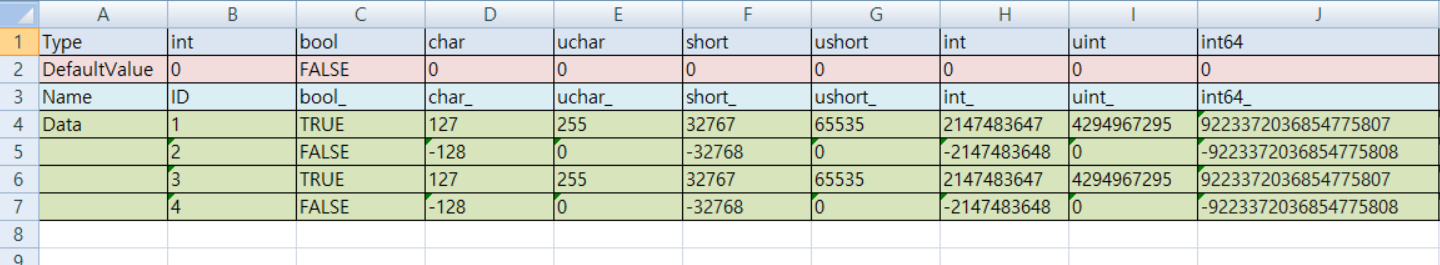 A B C D E F G H I J
1 Type int bool char uchar short ushort int uint int64
2 DefaultValue 0 FALSE 0 0 0 0 0 0 0
3 Name ID bool_ char_ uchar_ short_ ushort_ int_ uint_ int64_
4 Data 1 TRUE 127 255 32767 65535 2147483647 4294967295 9223372036854775807
5 2 FALSE -128 0 -32768 0 -2147483648 0 -9223372036854775808
6 3 TRUE 127 255 32767 65535 2147483647 4294967295 9223372036854775807
7 4 FALSE -128 0 -32768 0 -2147483648 0 -9223372036854775808
8
9